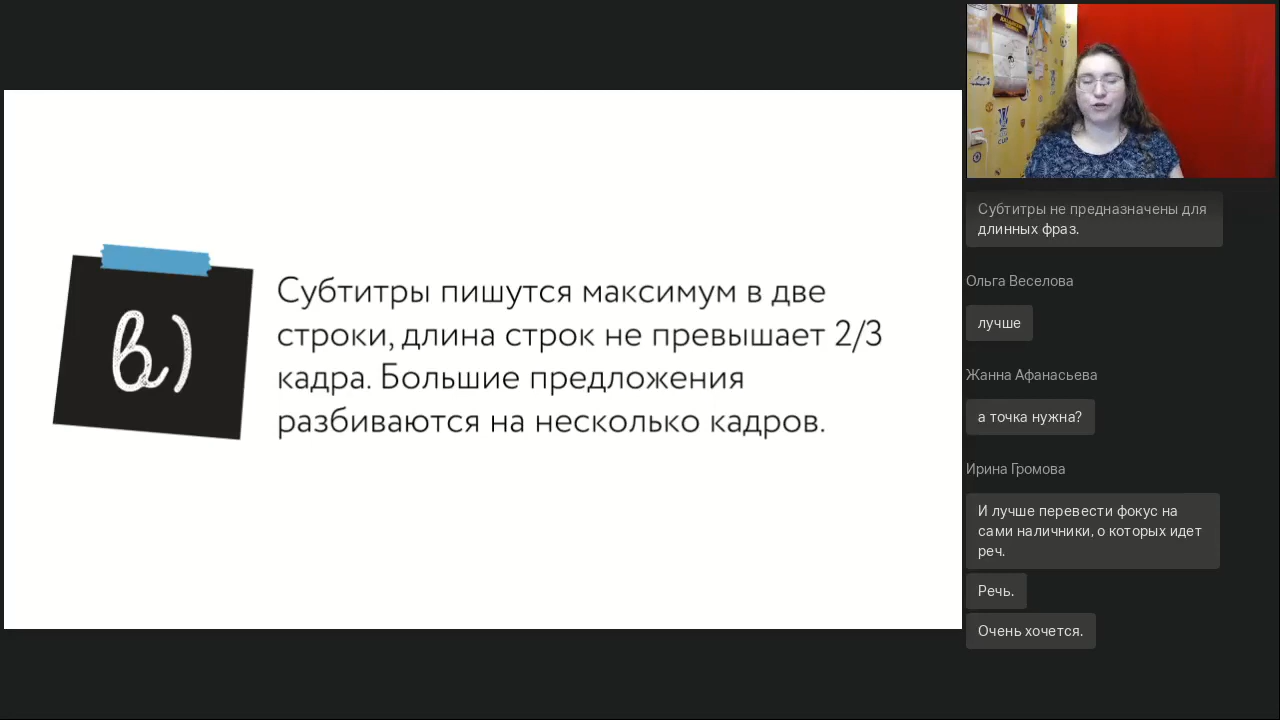 в)
Субтитры пишутся максимум в две
строки, длина строк не превышает 2/3
кадра. Большие предложения
разбиваются на несколько кадров.
CUP
Субтитры не предназначены для
длинных фраз.
Ольга Веселова
лучше
Жанна Афанасьева
а точка нужна?
Ирина Громова
И лучше перевести фокус на
сами наличники, о которых идет
реч.
Речь.
Очень хочется.